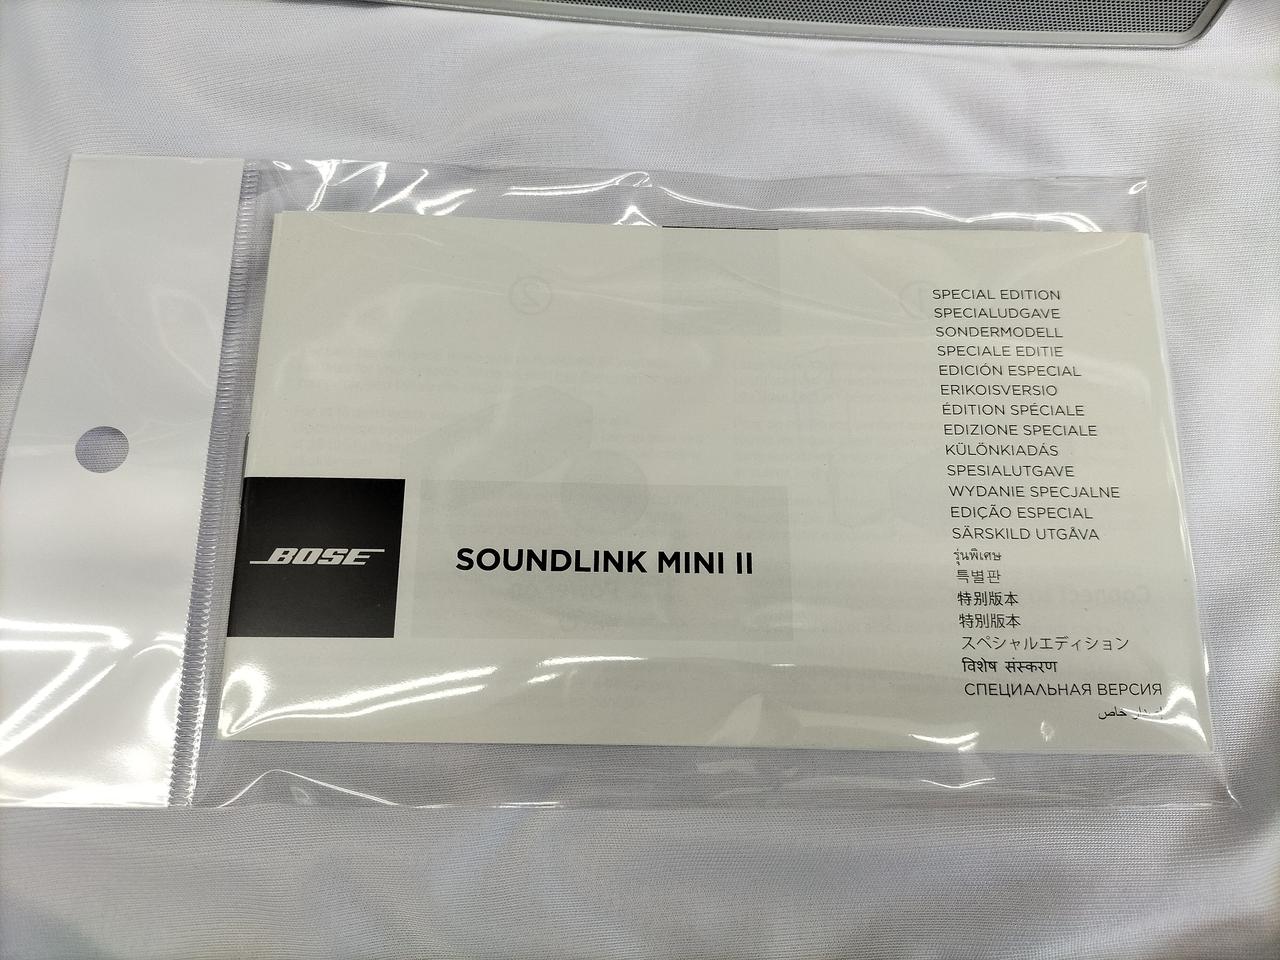 SPECIAL EDITION
SPECIALUDGAVE
SONDERMODELL
SPECIALE EDITIE
EDICIÓN ESPECIAL
ERIKOISVERSIO
ÉDITION SPÉCIALE
EDIZIONE SPECIALE
KÜLÖNKIADÁS
SPESIALUTGAVE
WYDANIE SPECJALNE
EDIÇÃO ESPECIAL
SÄRSKILD UTGÅVA
รุ่นพิเศษ
특별판
特别版本
特別版本
スペシャルエディション
विशेष संस्करण
СПЕЦИАЛЬНАЯ ВЕРСИЯ
إصدار خاص
BOSE
SOUNDLINK MINI II